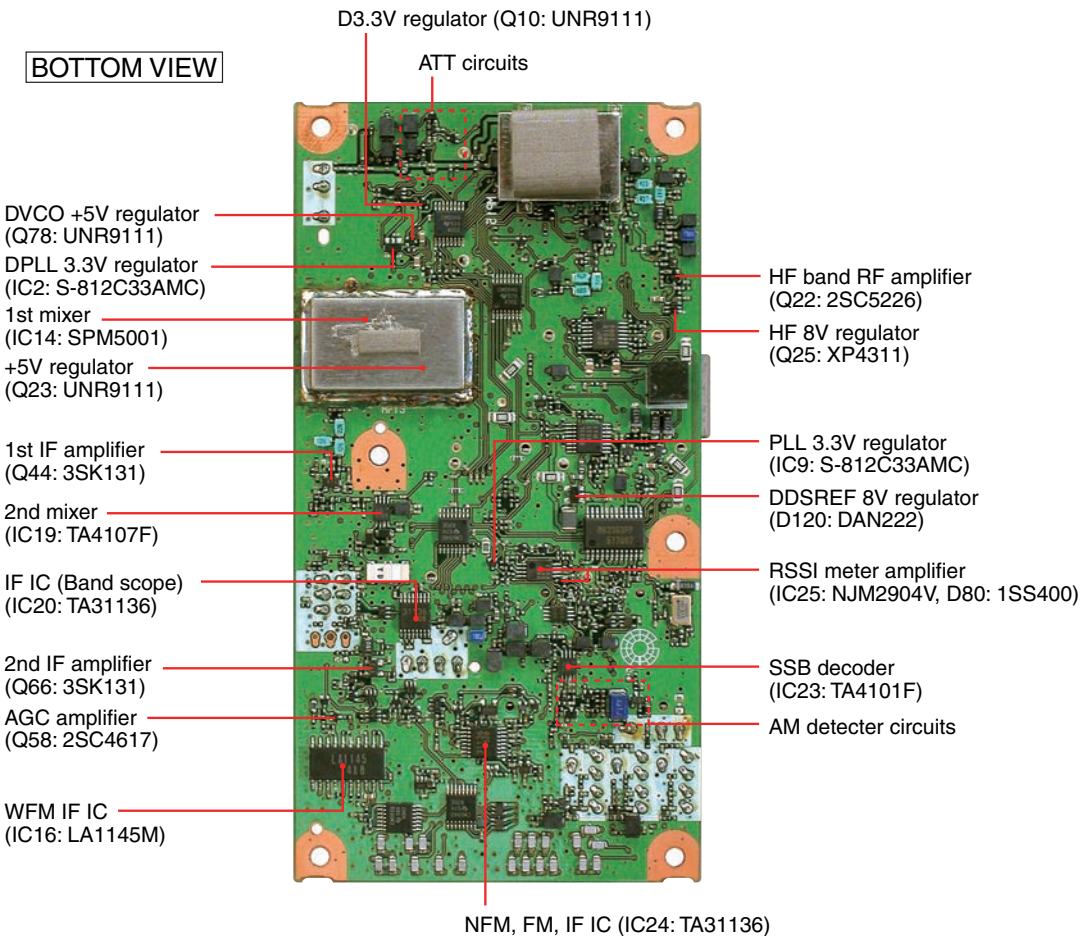 D3.3V regulator (Q10: UNR9111)
BOTTOM VIEW
ATT circuits
DVCO +5V regulator
(Q78: UNR9111)
DPLL 3.3V regulator
(IC2: S-812C33AMC)
1st mixer
(IC14: SPM5001)
+5V regulator
(Q23: UNR9111)
1st IF amplifier
(Q44: 3SK131)
2nd mixer
(IC19: TA4107F)
IF IC (Band scope)
(IC20: TA31136)
2nd IF amplifier
(Q66: 3SK131)
AGC amplifier
(Q58: 2SC4617)
WFM IF IC
(IC16: LA1145M)
HF band RF amplifier
(Q22: 2SC5226)
HF 8V regulator
(Q25: XP4311)
PLL 3.3V regulator
(IC9: S-812C33AMC)
DDSREF 8V regulator
(D120: DAN222)
RSSI meter amplifier
(IC25: NJM2904V, D80: 1SS400)
SSB decoder
(IC23: TA4101F)
AM detecter circuits
LA1145
NFM, FM, IF IC (IC24: TA31136)